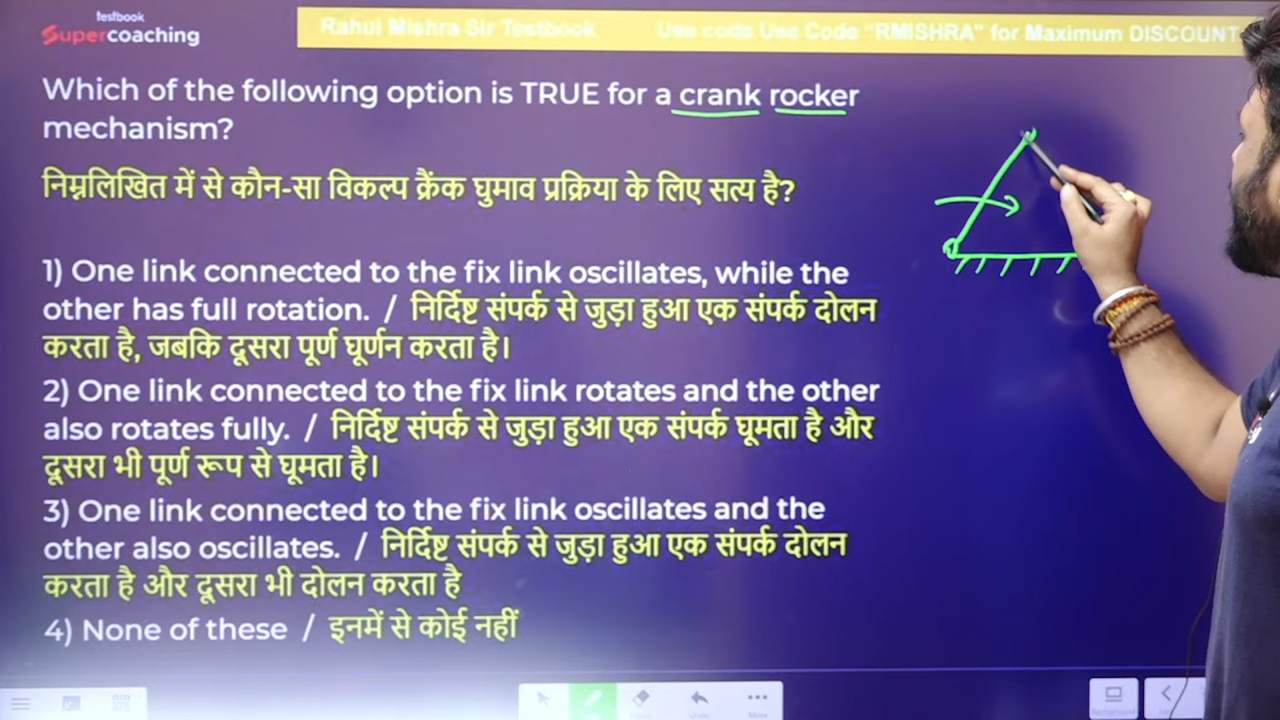 testbook
Supercoaching
Rahul Mishra Sir Testbook Use code Use Code "RMISHRA" for Maximum DISCOUNT
Which of the following option is TRUE for a crank rocker
mechanism?
निम्नलिखित में से कौन-सा विकल्प क्रैंक घुमाव प्रक्रिया के लिए सत्य है?
1) One link connected to the fix link oscillates, while the
other has full rotation. / निर्दिष्ट संपर्क से जुड़ा हुआ एक संपर्क दोलन
करता है, जबकि दूसरा पूर्ण घूर्णन करता है।
2) One link connected to the fix link rotates and the other
also rotates fully. / निर्दिष्ट संपर्क से जुड़ा हुआ एक संपर्क घूमता है और
दूसरा भी पूर्ण रूप से घूमता है।
3) One link connected to the fix link oscillates and the
other also oscillates. / निर्दिष्ट संपर्क से जुड़ा हुआ एक संपर्क दोलन
करता है और दूसरा भी दोलन करता है
4) None of these / इनमें से कोई नहीं
More